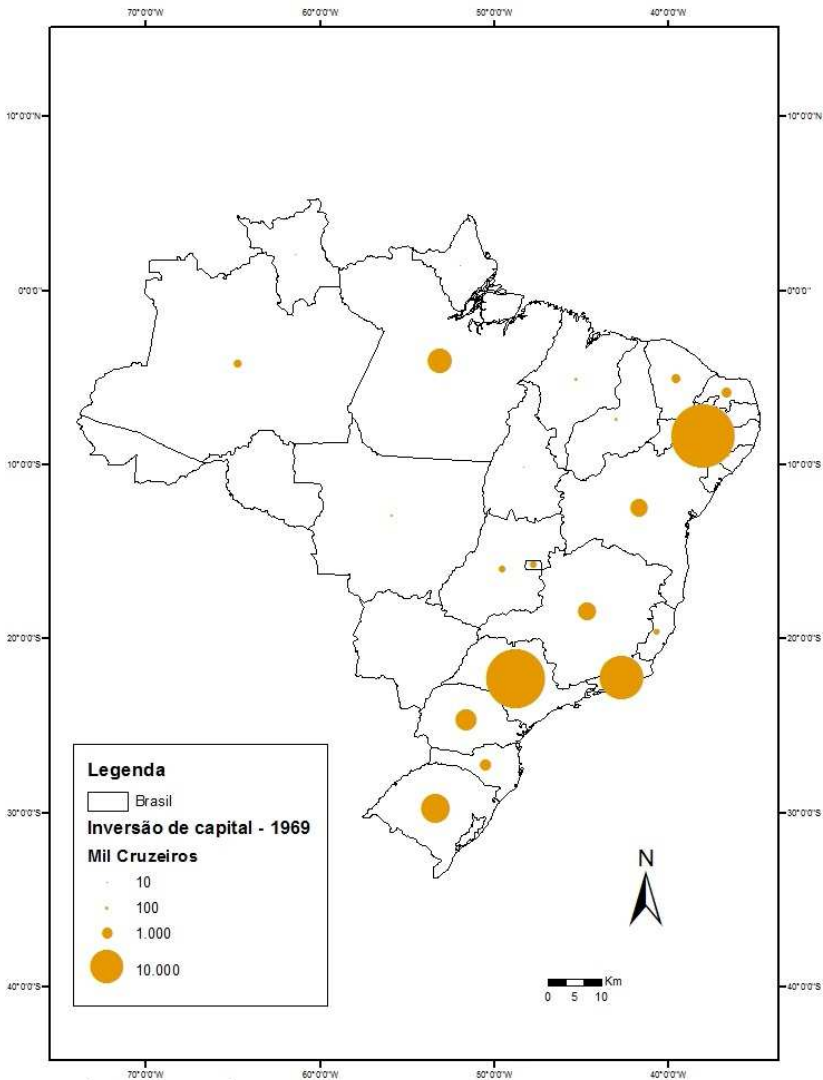 70°0'0"W 60°0'0"W 50°0'0"W 40°0'0"W
10°0'0"N 10°0'0"N
0°0'0" 0°0'0"
10°0'0"S 10°0'0"S
20°0'0"S 20°0'0"S
30°0'0"S 30°0'0"S
40°0'0"S 40°0'0"S
Legenda
Brasil
Inversão de capital - 1969
Mil Cruzeiros
10
100
1.000
10.000
N
Km
0 5 10
70°0'0"W 60°0'0"W 50°0'0"W 40°0'0"W